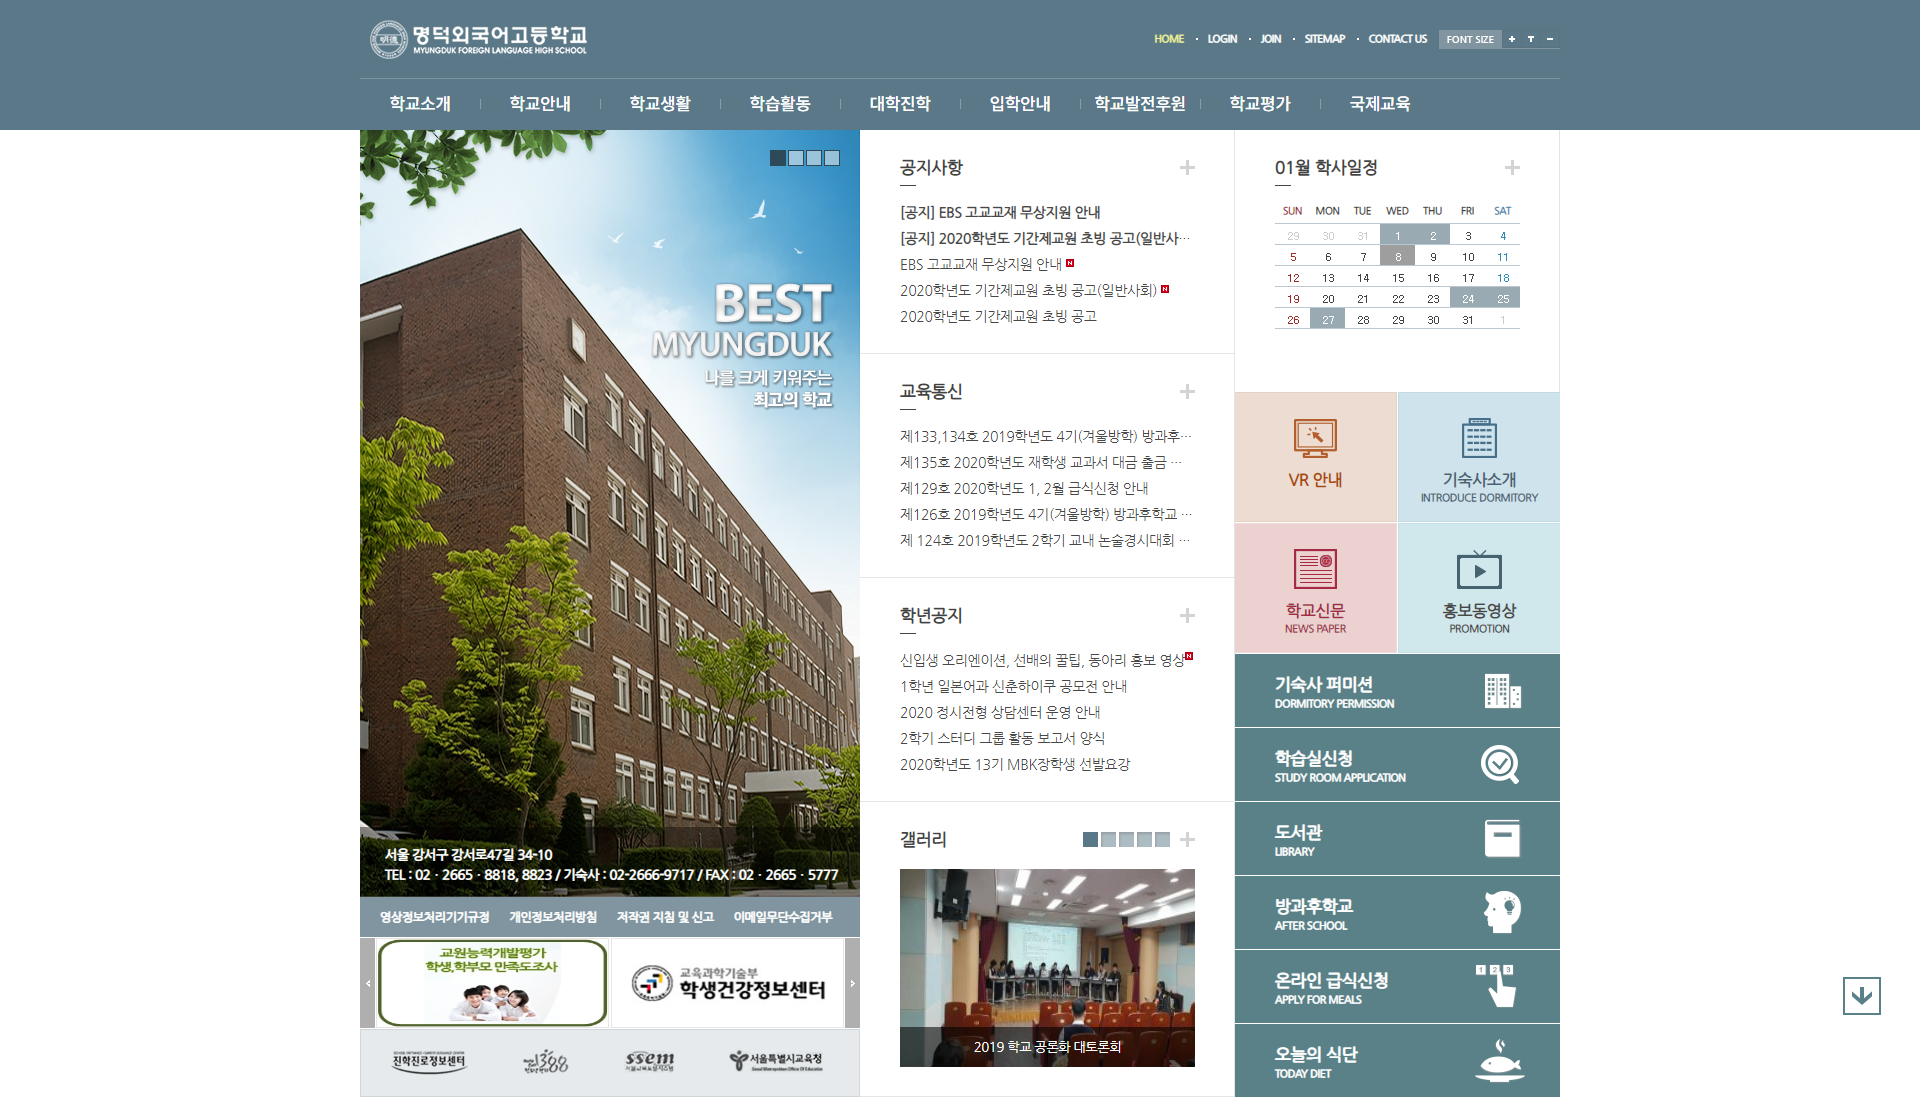 명덕외국어고등학교
MYUNGDUK FOREIGN LANGUAGE HIGH SCHOOL
HOME · LOGIN · JOIN · SITEMAP · CONTACT US FONT SIZE + T -
학교소개 학교안내 학교생활 학습활동 대학진학 입학안내 학교발전후원 학교평가 국제교육
BEST
MYUNGDUK
나를 크게 키워주는
최고의 학교
서울 강서구 강서로47길 34-10
TEL : 02 · 2665 · 8818, 8823 / 기숙사 : 02-2666-9717 / FAX : 02 · 2665 · 5777
영상정보처리기기규정 개인정보처리방침 저작권 지침 및 신고 이메일무단수집거부
교원능력개발평가
학생,학부모 만족도조사
교육과학기술부
학생건강정보센터
진학진로정보센터
1388
ssem
서울특별시교육청
Seoul Metropolitan Office Of Education
공지사항
[공지] EBS 고교교재 무상지원 안내
[공지] 2020학년도 기간제교원 초빙 공고(일반사…
EBS 고교교재 무상지원 안내 N
2020학년도 기간제교원 초빙 공고(일반사회) N
2020학년도 기간제교원 초빙 공고
교육통신
제133,134호 2019학년도 4기(겨울방학) 방과후…
제135호 2020학년도 재학생 교과서 대금 출금 …
제129호 2020학년도 1, 2월 급식신청 안내
제126호 2019학년도 4기(겨울방학) 방과후학교 …
제 124호 2019학년도 2학기 교내 논술경시대회 …
학년공지
신입생 오리엔이션, 선배의 꿀팁, 동아리 홍보 영상 N
1학년 일본어과 신춘하이쿠 공모전 안내
2020 정시전형 상담센터 운영 안내
2학기 스터디 그룹 활동 보고서 양식
2020학년도 13기 MBK장학생 선발요강
갤러리
2019 학교 공론화 대토론회
01월 학사일정
SUN MON TUE WED THU FRI SAT
29 30 31 1 2 3 4
5 6 7 8 9 10 11
12 13 14 15 16 17 18
19 20 21 22 23 24 25
26 27 28 29 30 31 1
VR 안내
기숙사소개
INTRODUCE DORMITORY
학교신문
NEWS PAPER
홍보동영상
PROMOTION
기숙사 퍼미션
DORMITORY PERMISSION
학습실신청
STUDY ROOM APPLICATION
도서관
LIBRARY
방과후학교
AFTER SCHOOL
온라인 급식신청
APPLY FOR MEALS
1 2 3
오늘의 식단
TODAY DIET